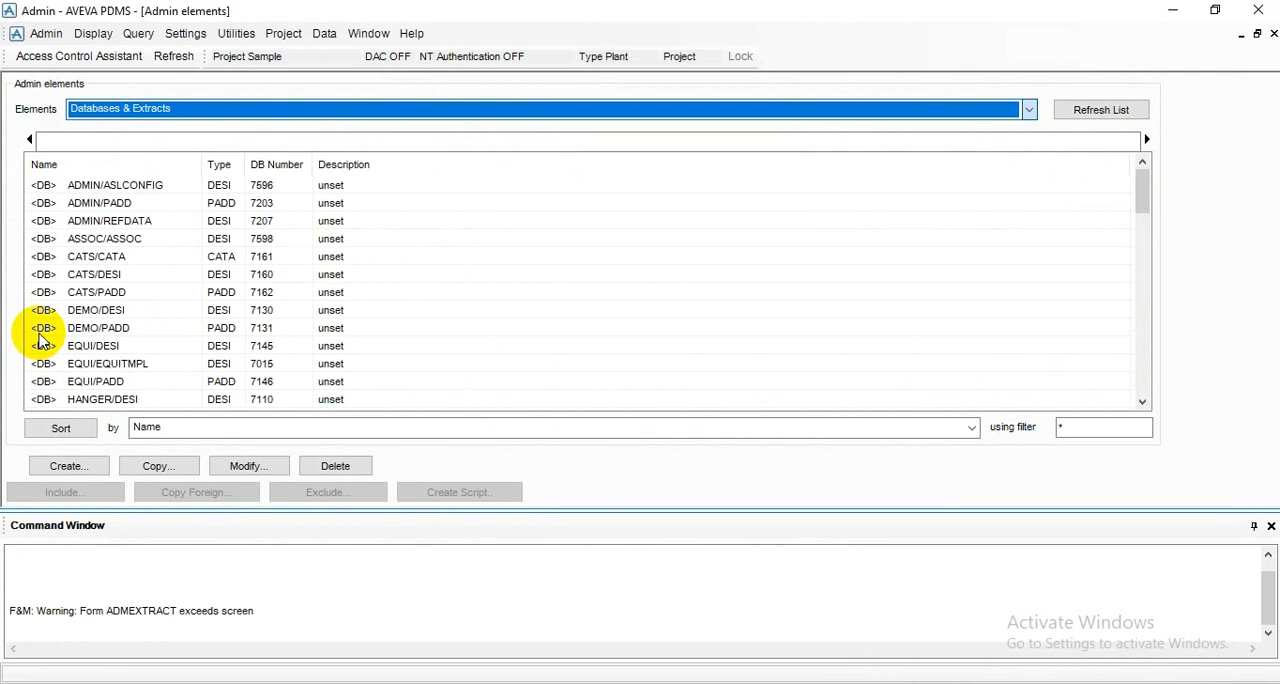 Admin - AVEVA PDMS - [Admin elements]
Admin Display Query Settings Utilities Project Data Window Help
Access Control Assistant Refresh Project Sample DAC OFF NT Authentication OFF Type Plant Project Lock
Admin elements
Elements Databases & Extracts Refresh List
Name Type DB Number Description
<DB> ADMIN/ASLCONFIG DESI 7596 unset
<DB> ADMIN/PADD PADD 7203 unset
<DB> ADMIN/REFDATA DESI 7207 unset
<DB> ASSOC/ASSOC DESI 7598 unset
<DB> CATS/CATA CATA 7161 unset
<DB> CATS/DESI DESI 7160 unset
<DB> CATS/PADD PADD 7162 unset
<DB> DEMO/DESI DESI 7130 unset
<DB> DEMO/PADD PADD 7131 unset
<DB> EQUI/DESI DESI 7145 unset
<DB> EQUI/EQUITMPL DESI 7015 unset
<DB> EQUI/PADD PADD 7146 unset
<DB> HANGER/DESI DESI 7110 unset
Sort by Name using filter *
Create... Copy... Modify... Delete
Include... Copy Foreign... Exclude... Create Script..
Command Window
F&M: Warning: Form ADMEXTRACT exceeds screen
Activate Windows
Go to Settings to activate Windows.